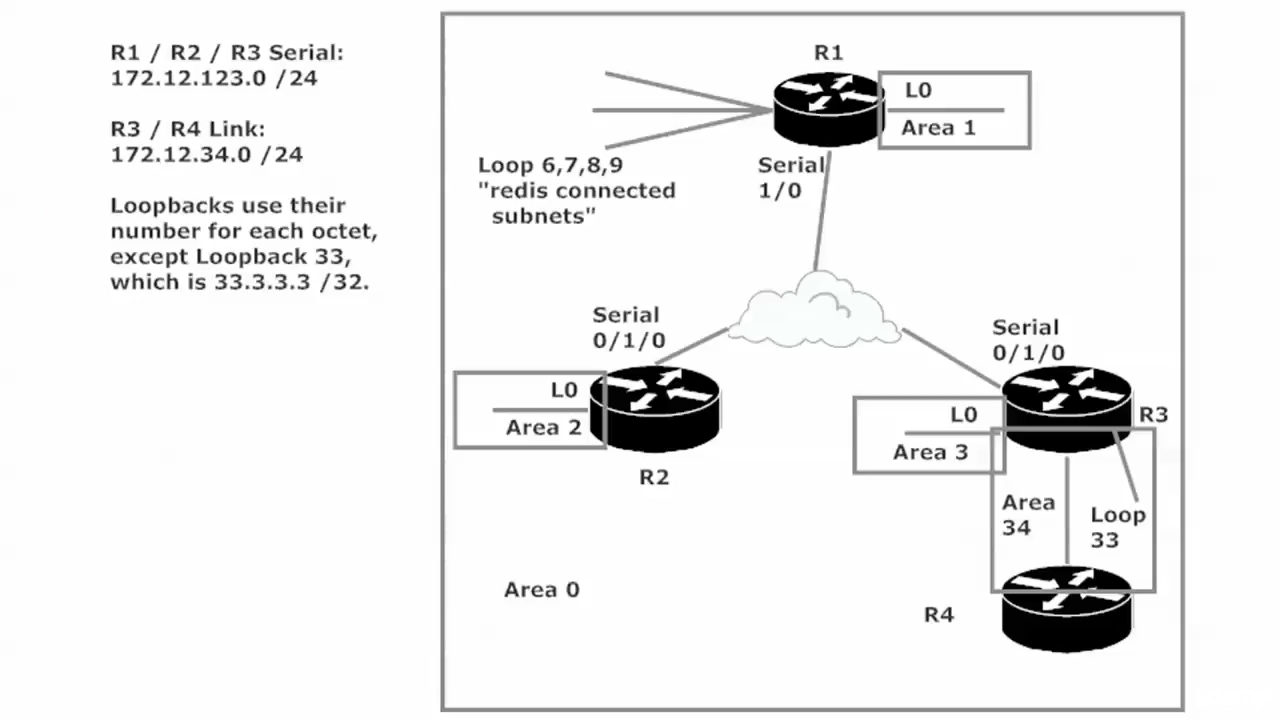 R1 / R2 / R3 Serial:
172.12.123.0 /24
R3 / R4 Link:
172.12.34.0 /24
Loopbacks use their
number for each octet,
except Loopback 33,
which is 33.3.3.3 /32.
R1
L0
Area 1
Loop 6,7,8,9
"redis connected
subnets"
Serial
1/0
Serial
0/1/0
L0
Area 2
R2
Serial
0/1/0
L0
Area 3
R3
Area
34
Loop
33
Area 0
R4